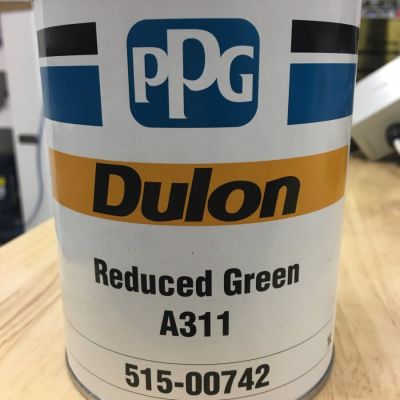 PPG
Dulon
Reduced Green
A311
515-00742